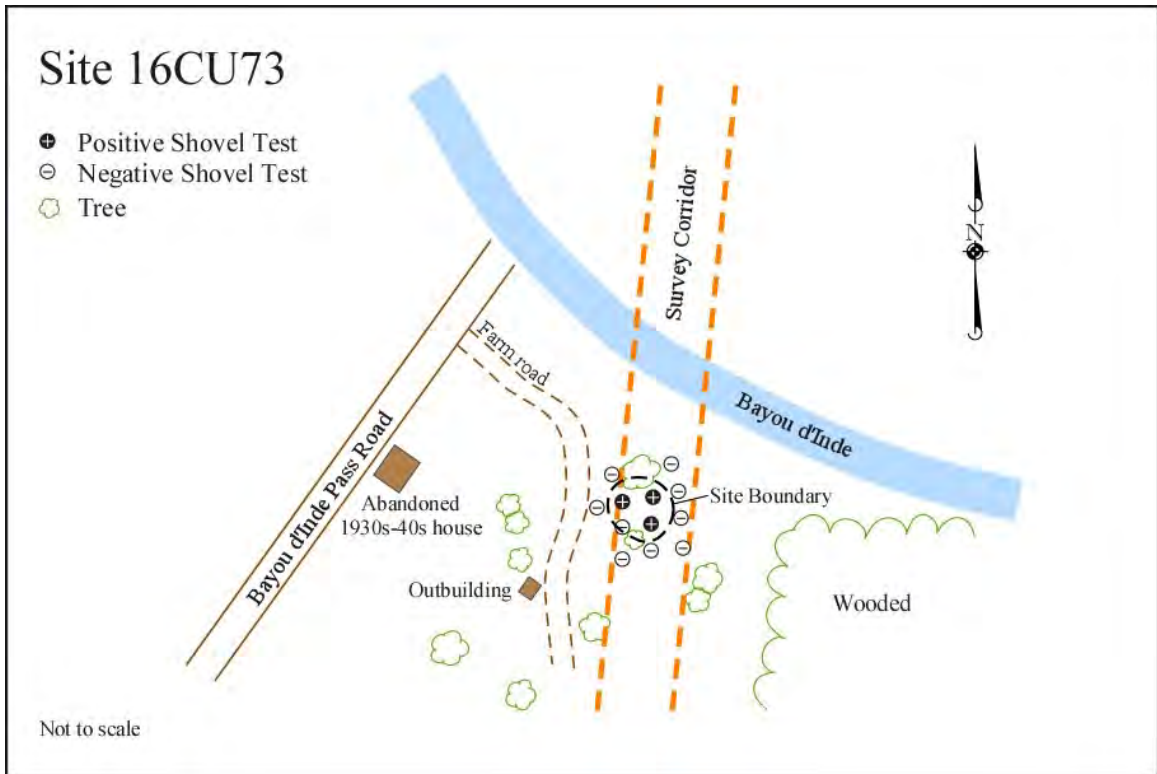 Site 16CU73
Positive Shovel Test
Negative Shovel Test
Tree
Survey Corridor
N
Farm road
Bayou d'Inde
Bayou d'Inde Pass Road
Abandoned
1930s-40s house
Site Boundary
Outbuilding
Wooded
Not to scale